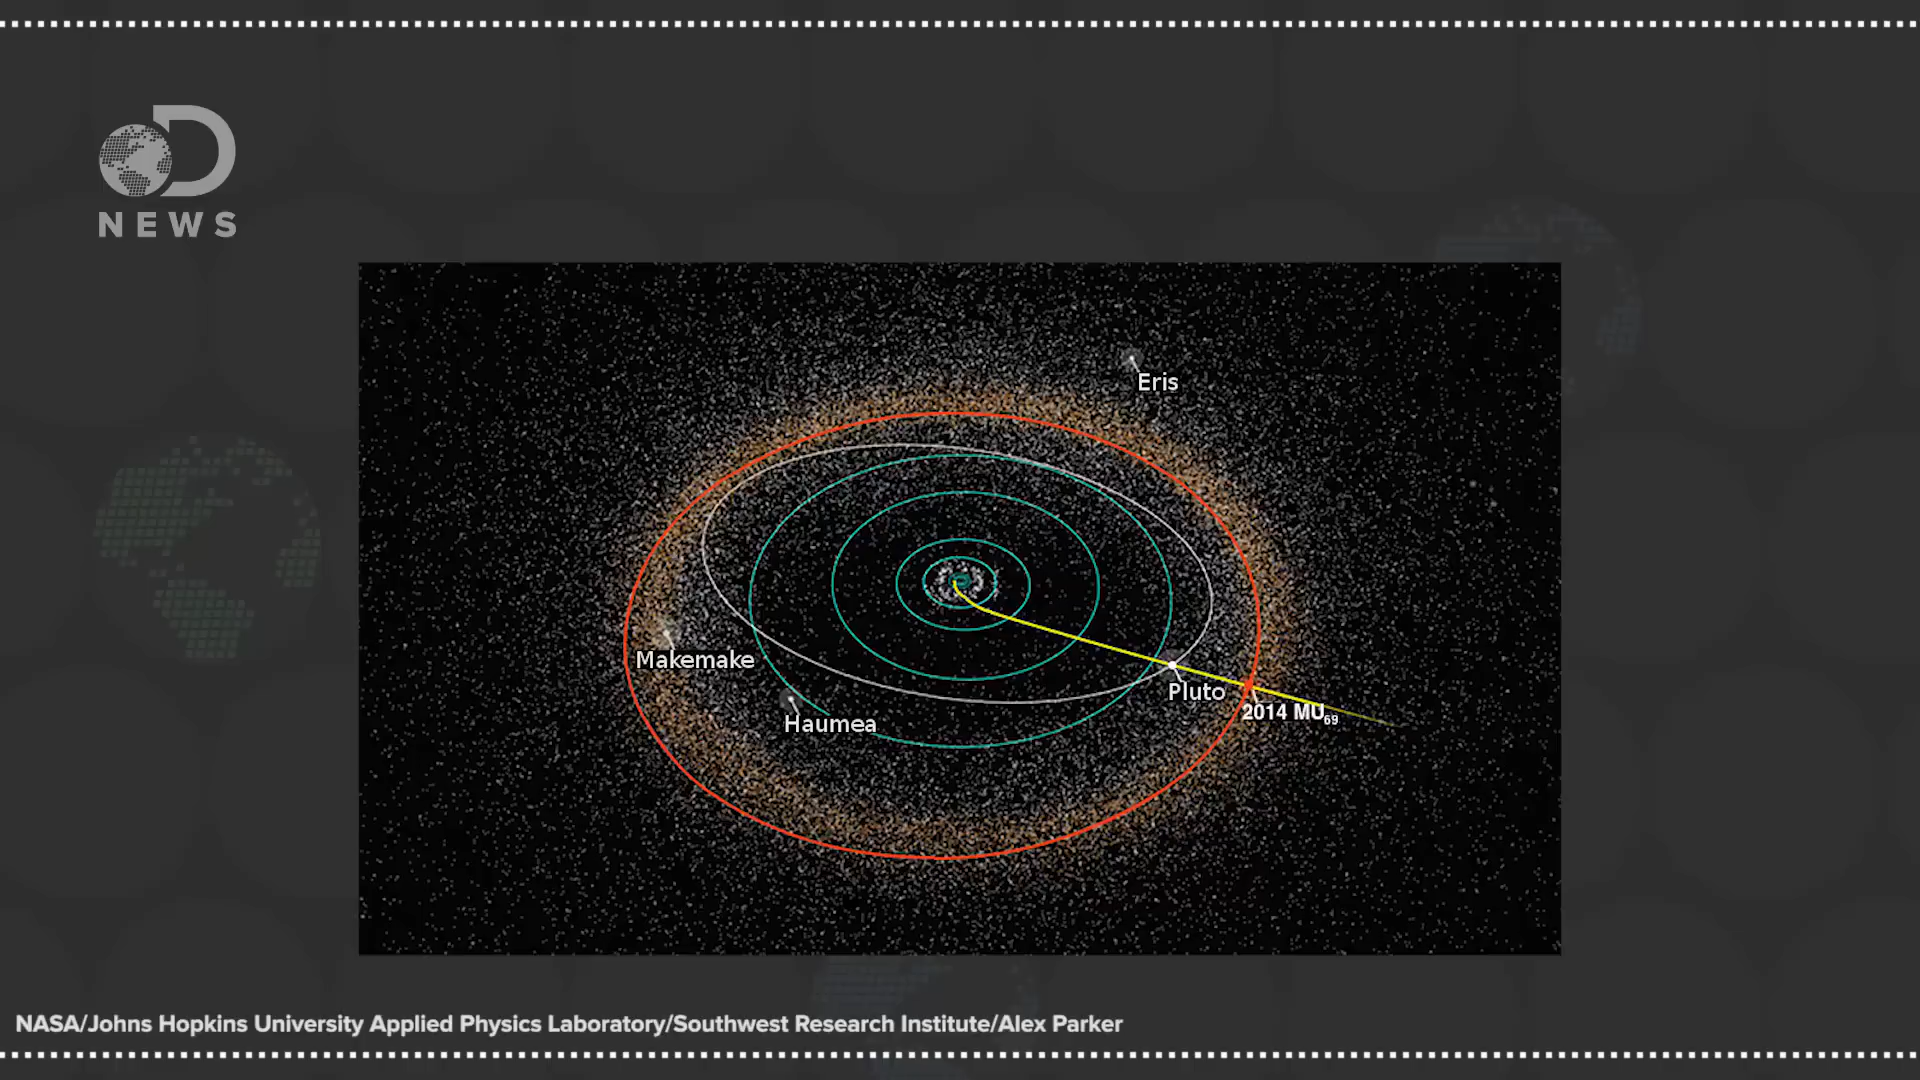 NEWS
Eris
Makemake
Pluto
2014 MU69
Haumea
NASA/Johns Hopkins University Applied Physics Laboratory/Southwest Research Institute/Alex Parker